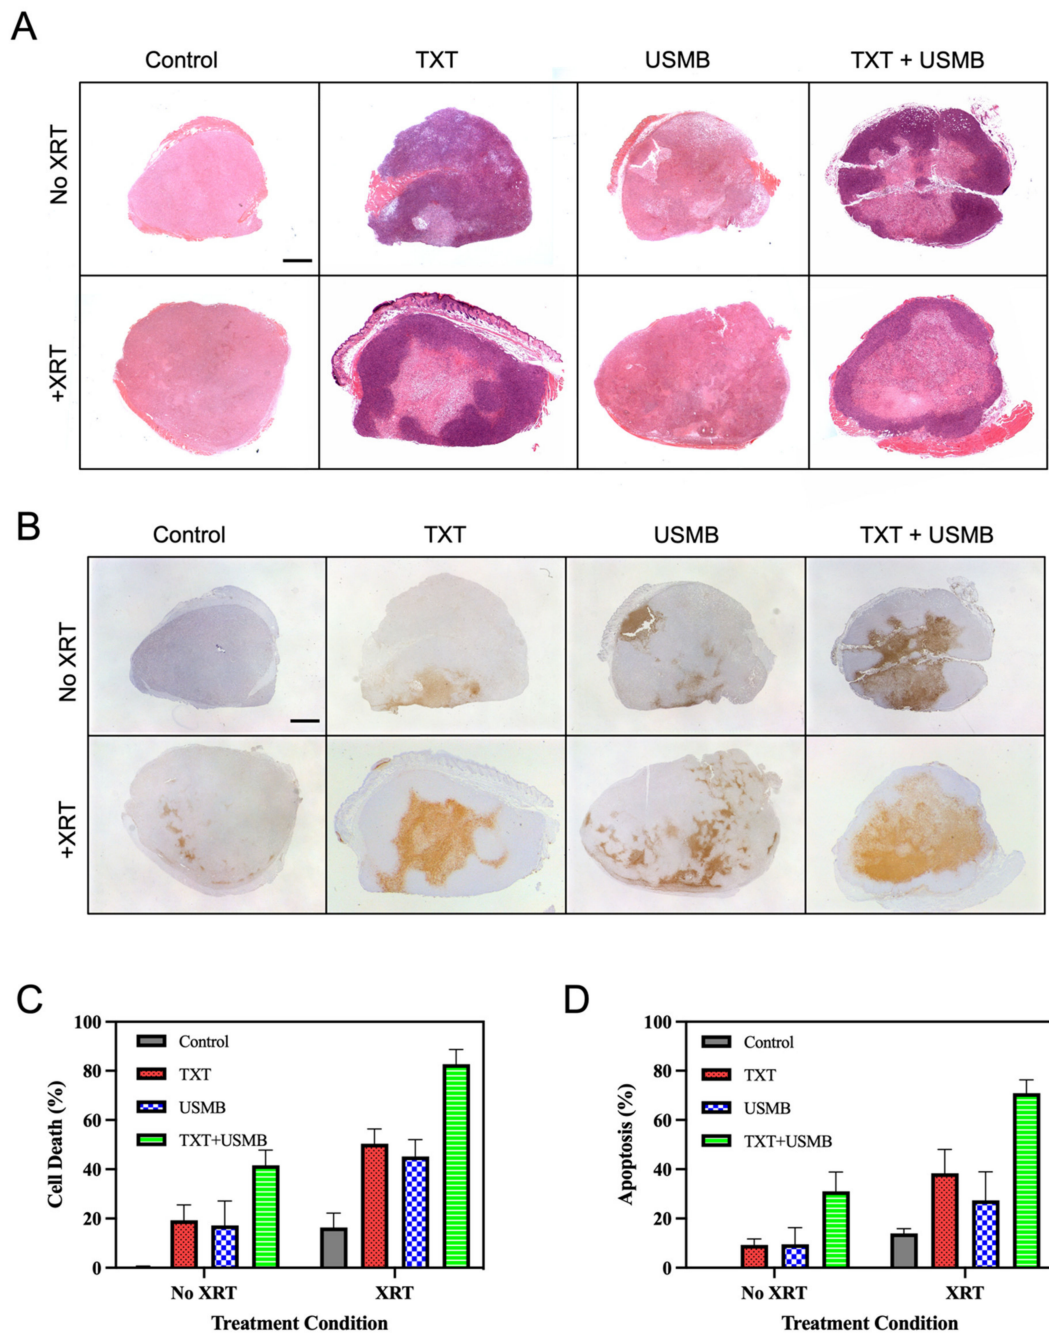 A
Control TXT USMB TXT + USMB
No XRT
+XRT
B
Control TXT USMB TXT + USMB
No XRT
+XRT
C
100
80
60
40
20
0
Cell Death (%)
Control
TXT
USMB
TXT+USMB
No XRT XRT
Treatment Condition
D
100
80
60
40
20
0
Apoptosis (%)
Control
TXT
USMB
TXT+USMB
No XRT XRT
Treatment Condition